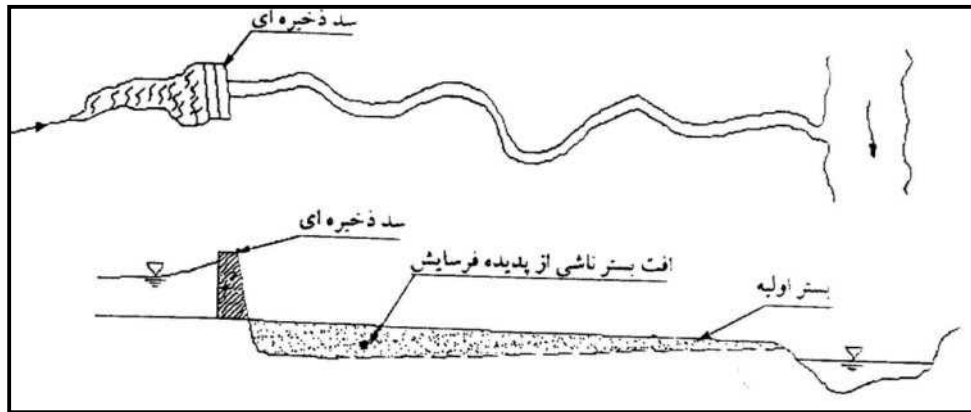 سد ذخیره ای
سد ذخیره ای
افت بستر ناشی از پدیده فرسایش
بستر اولیه